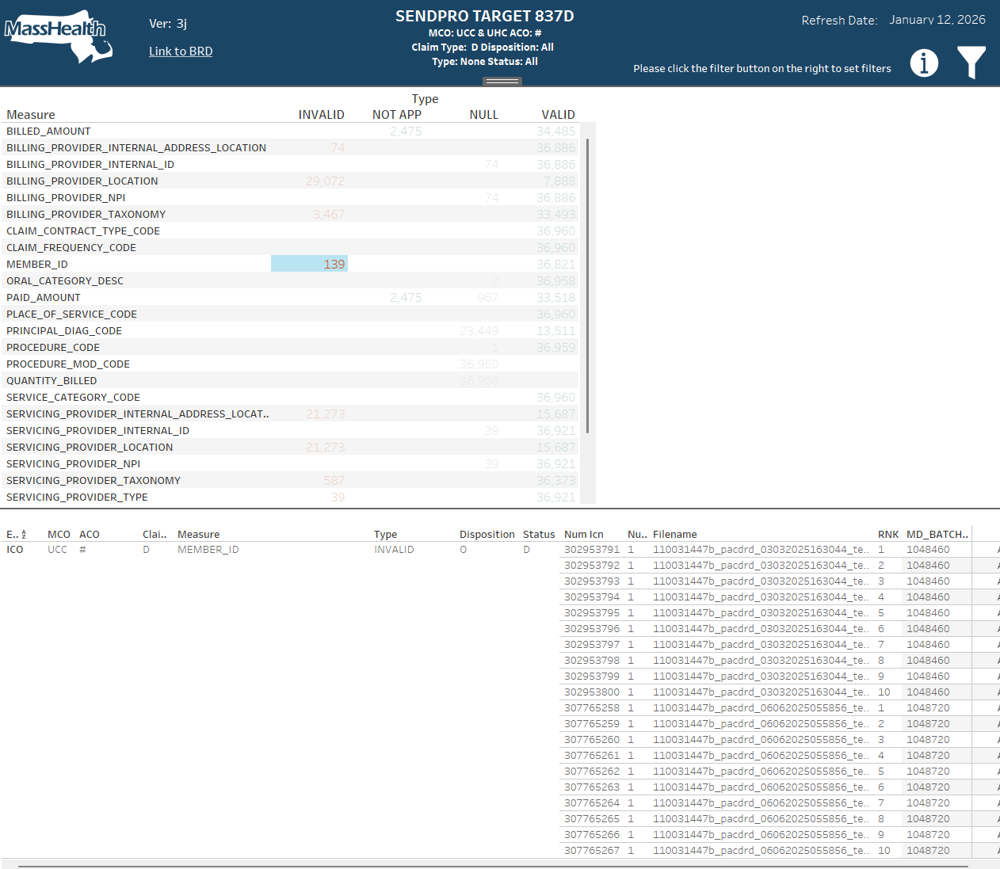 MassHealth
Ver: 3j
Link to BRD
SENDPRO TARGET 837D
MCO: UCC & UHC ACO: #
Claim Type: D Disposition: All
Type: None Status: All
Refresh Date: January 12, 2026
Please click the filter button on the right to set filters
Type
Measure INVALID NOT APP NULL VALID
BILLED_AMOUNT 2,475 34,485
BILLING_PROVIDER_INTERNAL_ADDRESS_LOCATION 74 36,886
BILLING_PROVIDER_INTERNAL_ID 74 36,886
BILLING_PROVIDER_LOCATION 29,072 7,888
BILLING_PROVIDER_NPI 74 36,886
BILLING_PROVIDER_TAXONOMY 3,467 33,493
CLAIM_CONTRACT_TYPE_CODE 36,960
CLAIM_FREQUENCY_CODE 36,960
MEMBER_ID 139 36,821
ORAL_CATEGORY_DESC 2 36,958
PAID_AMOUNT 2,475 967 33,518
PLACE_OF_SERVICE_CODE 36,960
PRINCIPAL_DIAG_CODE 23,449 13,511
PROCEDURE_CODE 1 36,959
PROCEDURE_MOD_CODE 36,960
QUANTITY_BILLED 36,960
SERVICE_CATEGORY_CODE 36,960
SERVICING_PROVIDER_INTERNAL_ADDRESS_LOCAT.. 21,273 15,687
SERVICING_PROVIDER_INTERNAL_ID 39 36,921
SERVICING_PROVIDER_LOCATION 21,273 15,687
SERVICING_PROVIDER_NPI 39 36,921
SERVICING_PROVIDER_TAXONOMY 587 36,373
SERVICING_PROVIDER_TYPE 39 36,921
E.. MCO ACO Clai.. Measure Type Disposition Status Num Icn Nu.. Filename RNK MD_BATCH..
ICO UCC # D MEMBER_ID INVALID O D 302953791 1 110031447b_pacdrd_03032025163044_te.. 1 1048460
302953792 1 110031447b_pacdrd_03032025163044_te.. 2 1048460
302953793 1 110031447b_pacdrd_03032025163044_te.. 3 1048460
302953794 1 110031447b_pacdrd_03032025163044_te.. 4 1048460
302953795 1 110031447b_pacdrd_03032025163044_te.. 5 1048460
302953796 1 110031447b_pacdrd_03032025163044_te.. 6 1048460
302953797 1 110031447b_pacdrd_03032025163044_te.. 7 1048460
302953798 1 110031447b_pacdrd_03032025163044_te.. 8 1048460
302953799 1 110031447b_pacdrd_03032025163044_te.. 9 1048460
302953800 1 110031447b_pacdrd_03032025163044_te.. 10 1048460
307765258 1 110031447b_pacdrd_06062025055856_te.. 1 1048720
307765259 1 110031447b_pacdrd_06062025055856_te.. 2 1048720
307765260 1 110031447b_pacdrd_06062025055856_te.. 3 1048720
307765261 1 110031447b_pacdrd_06062025055856_te.. 4 1048720
307765262 1 110031447b_pacdrd_06062025055856_te.. 5 1048720
307765263 1 110031447b_pacdrd_06062025055856_te.. 6 1048720
307765264 1 110031447b_pacdrd_06062025055856_te.. 7 1048720
307765265 1 110031447b_pacdrd_06062025055856_te.. 8 1048720
307765266 1 110031447b_pacdrd_06062025055856_te.. 9 1048720
307765267 1 110031447b_pacdrd_06062025055856_te.. 10 1048720